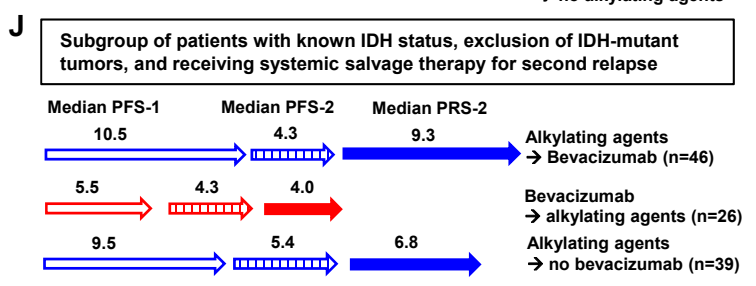 J
Subgroup of patients with known IDH status, exclusion of IDH-mutant
tumors, and receiving systemic salvage therapy for second relapse
Median PFS-1 Median PFS-2 Median PRS-2
10.5 4.3 9.3
Alkylating agents
→ Bevacizumab (n=46)
5.5 4.3 4.0
Bevacizumab
→ alkylating agents (n=26)
9.5 5.4 6.8
Alkylating agents
→ no bevacizumab (n=39)